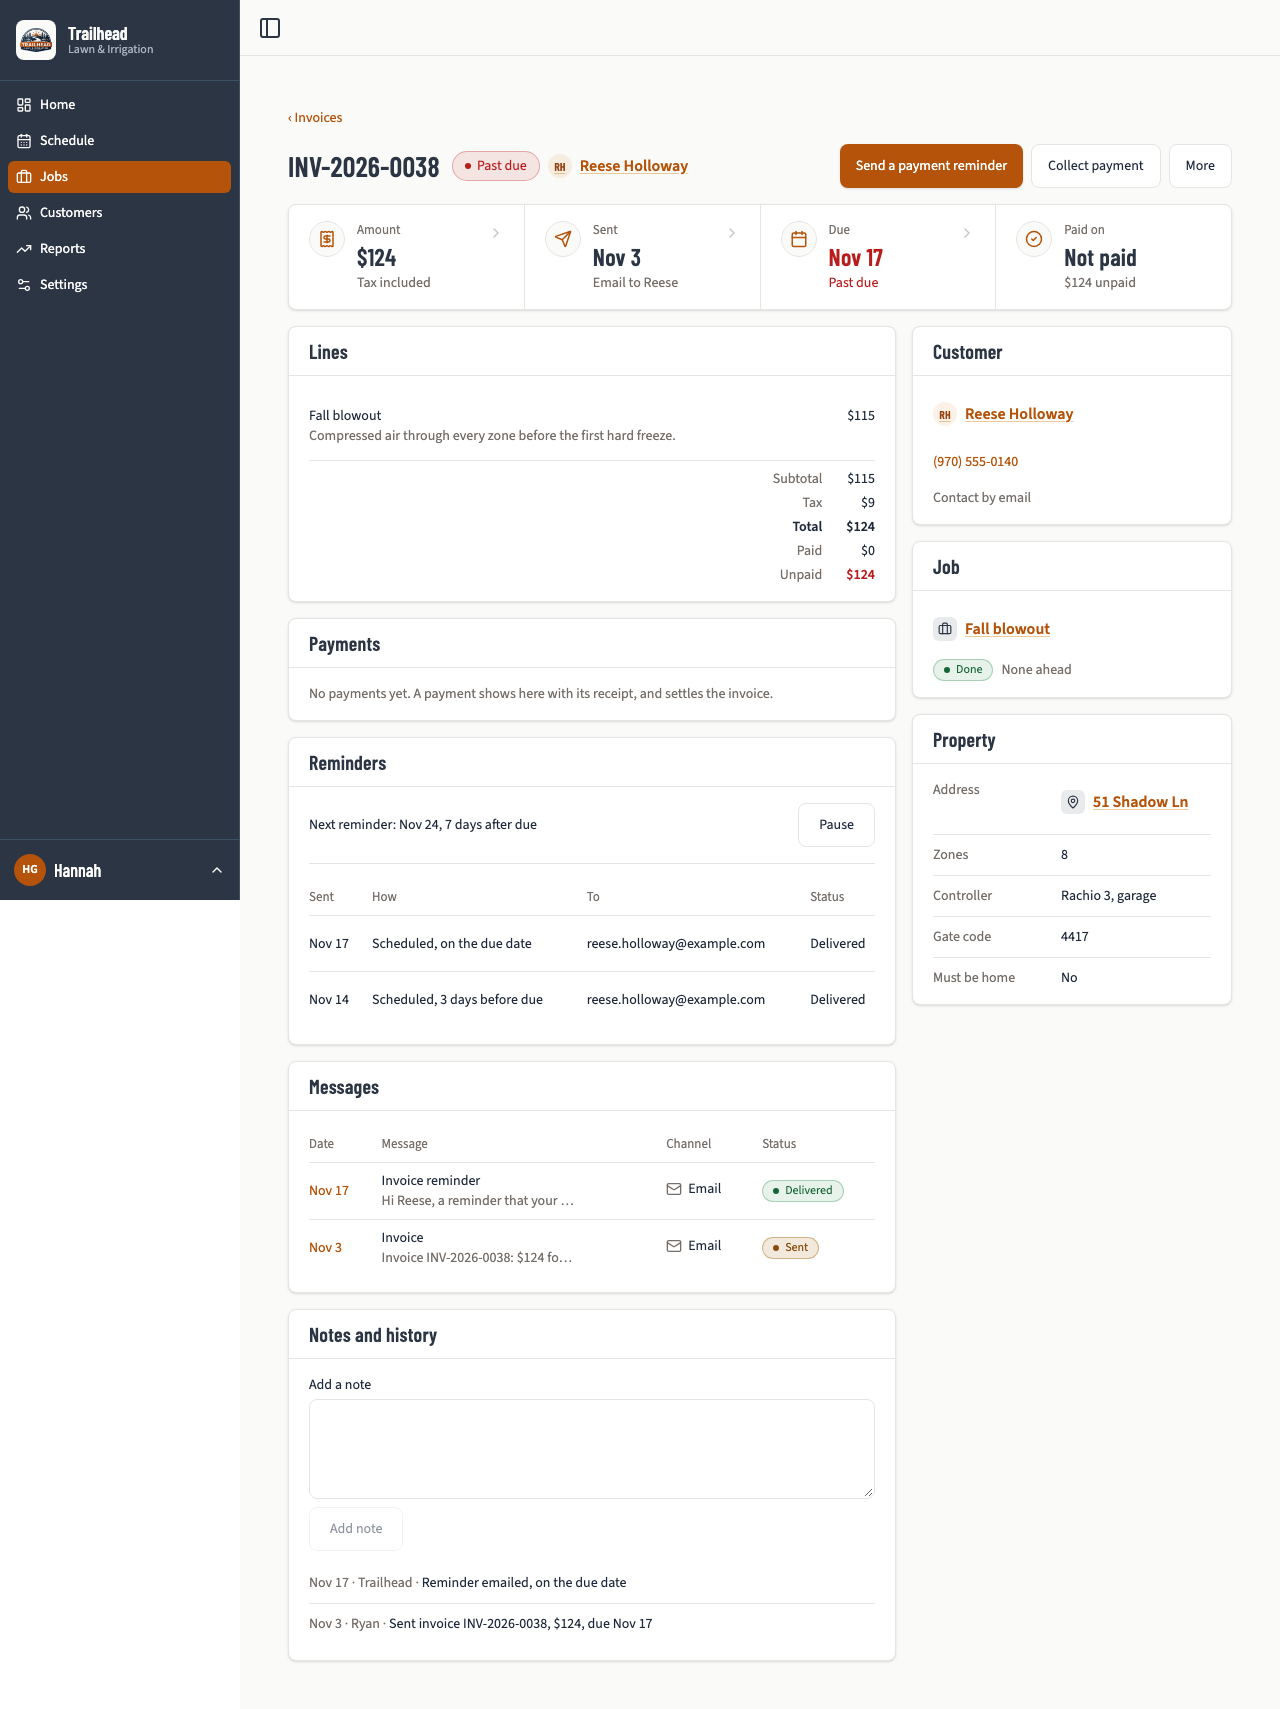 TRAILHEAD
Trailhead
Lawn & Irrigation
Home
Schedule
Jobs
Customers
Reports
Settings
HG
Hannah
‹ Invoices
INV-2026-0038
Past due
RH
Reese Holloway
Send a payment reminder
Collect payment
More
Amount
$124
Tax included
Sent
Nov 3
Email to Reese
Due
Nov 17
Past due
Paid on
Not paid
$124 unpaid
Lines
Fall blowout $115
Compressed air through every zone before the first hard freeze.
Subtotal $115
Tax $9
Total $124
Paid $0
Unpaid $124
Payments
No payments yet. A payment shows here with its receipt, and settles the invoice.
Reminders
Next reminder: Nov 24, 7 days after due
Pause
Sent How To Status
Nov 17 Scheduled, on the due date reese.holloway@example.com Delivered
Nov 14 Scheduled, 3 days before due reese.holloway@example.com Delivered
Messages
Date Message Channel Status
Nov 17 Invoice reminder Email Delivered
Hi Reese, a reminder that your …
Nov 3 Invoice Email Sent
Invoice INV-2026-0038: $124 fo…
Notes and history
Add a note
Add note
Nov 17 · Trailhead · Reminder emailed, on the due date
Nov 3 · Ryan · Sent invoice INV-2026-0038, $124, due Nov 17
Customer
RH
Reese Holloway
(970) 555-0140
Contact by email
Job
Fall blowout
Done
None ahead
Property
Address 51 Shadow Ln
Zones 8
Controller Rachio 3, garage
Gate code 4417
Must be home No